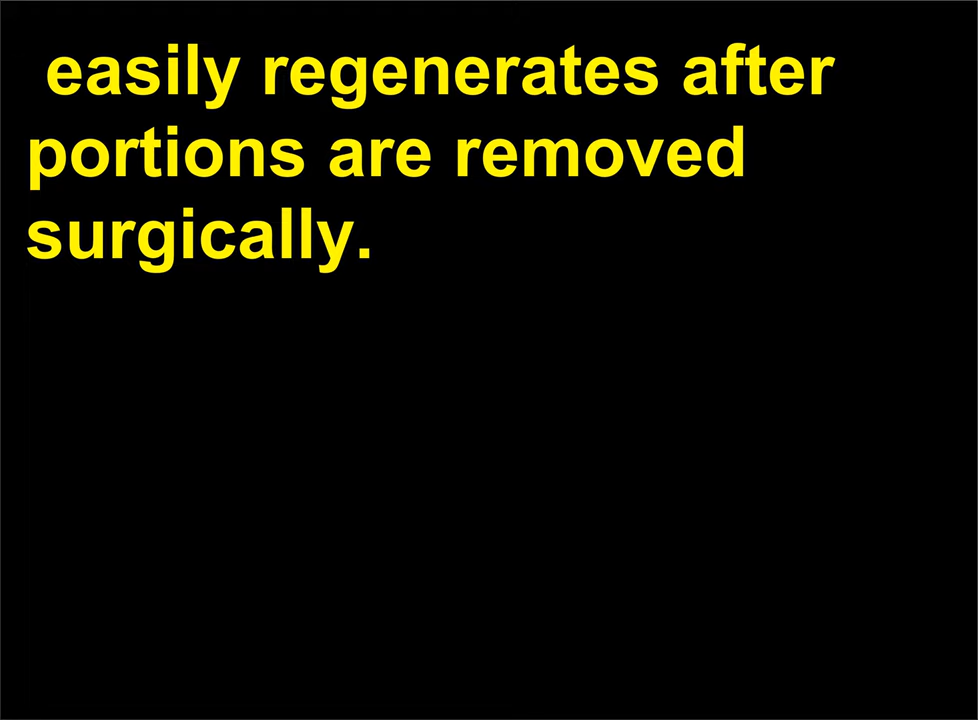 easily regenerates after
portions are removed
surgically.